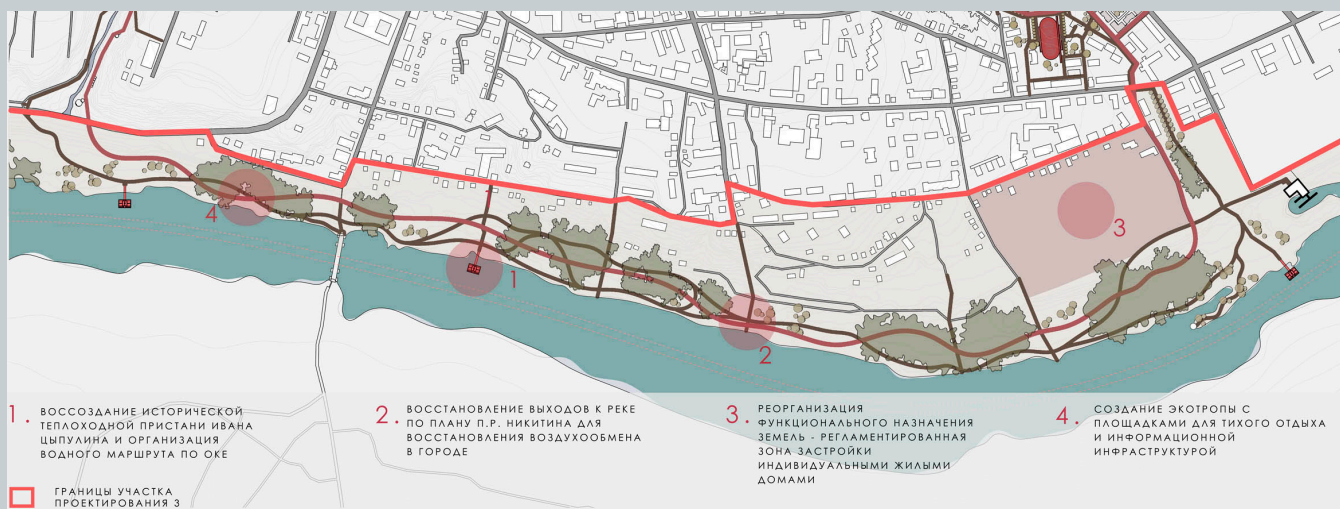 4
1
2
3
1. ВОССОЗДАНИЕ ИСТОРИЧЕСКОЙ
ТЕПЛОХОДНОЙ ПРИСТАНИ ИВАНА
ЦЫПУЛИНА И ОРГАНИЗАЦИЯ
ВОДНОГО МАРШРУТА ПО ОКЕ
2. ВОССТАНОВЛЕНИЕ ВЫХОДОВ К РЕКЕ
ПО ПЛАНУ П.Р. НИКИТИНА ДЛЯ
ВОССТАНОВЛЕНИЯ ВОЗДУХООБМЕНА
В ГОРОДЕ
3. РЕОРГАНИЗАЦИЯ
ФУНКЦИОНАЛЬНОГО НАЗНАЧЕНИЯ
ЗЕМЕЛЬ - РЕГЛАМЕНТИРОВАННАЯ
ЗОНА ЗАСТРОЙКИ
ИНДИВИДУАЛЬНЫМИ ЖИЛЫМИ
ДОМАМИ
4. СОЗДАНИЕ ЭКОТРОПЫ С
ПЛОЩАДКАМИ ДЛЯ ТИХОГО ОТДЫХА
И ИНФОРМАЦИОННОЙ
ИНФРАСТРУКТУРОЙ
ГРАНИЦЫ УЧАСТКА
ПРОЕКТИРОВАНИЯ 3